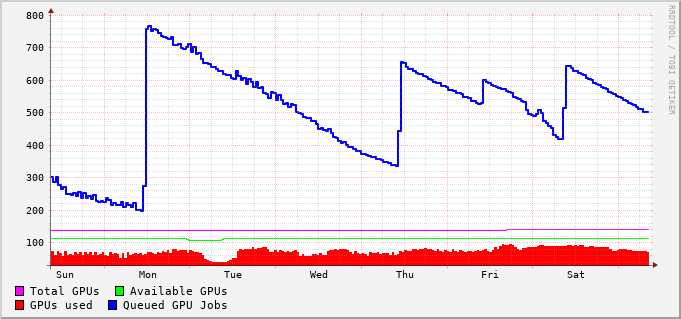 800
700
600
500
400
300
200
100
Sun Mon Tue Wed Thu Fri Sat
Total GPUs Available GPUs
GPUs used Queued GPU Jobs
RRDTOOL / TOBI OETIKER